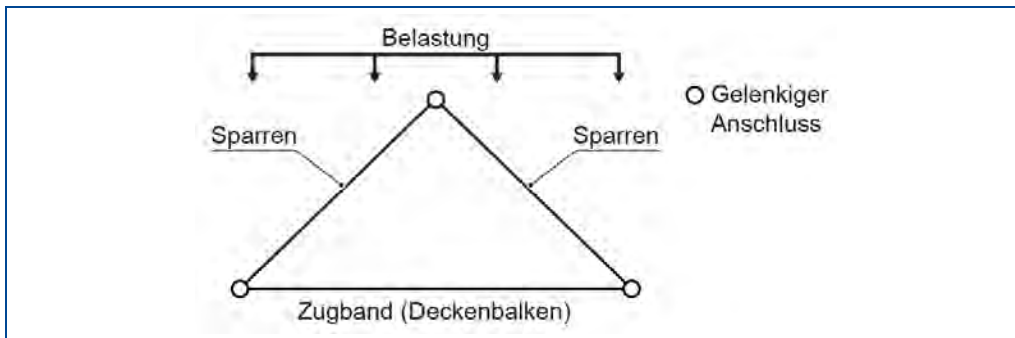 Belastung
Gelenkiger
Anschluss
Sparren
Sparren
Zugband (Deckenbalken)